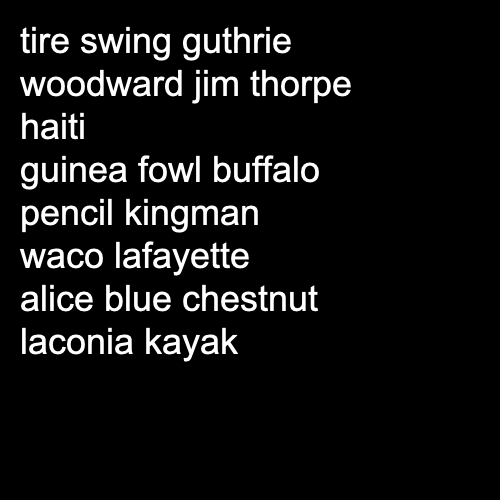 tire swing guthrie
woodward jim thorpe
haiti
guinea fowl buffalo
pencil kingman
waco lafayette
alice blue chestnut
laconia kayak